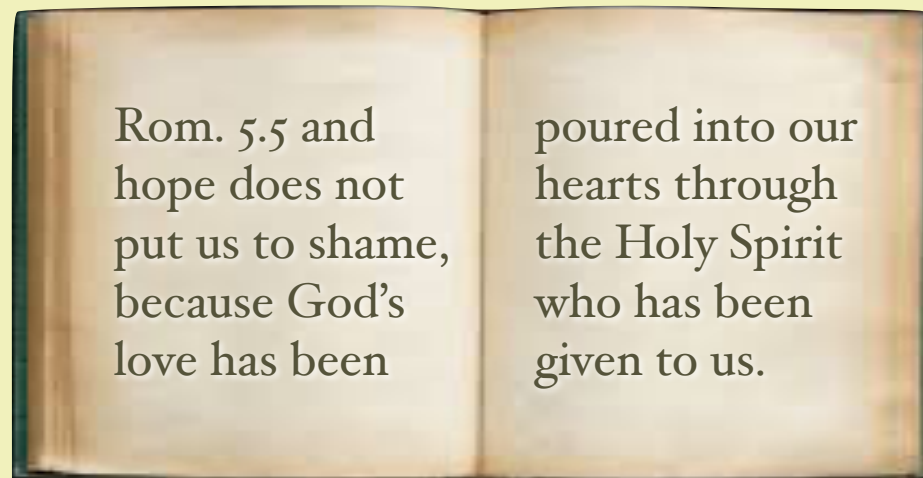 Rom. 5.5 and
hope does not
put us to shame,
because God’s
love has been
poured into our
hearts through
the Holy Spirit
who has been
given to us.